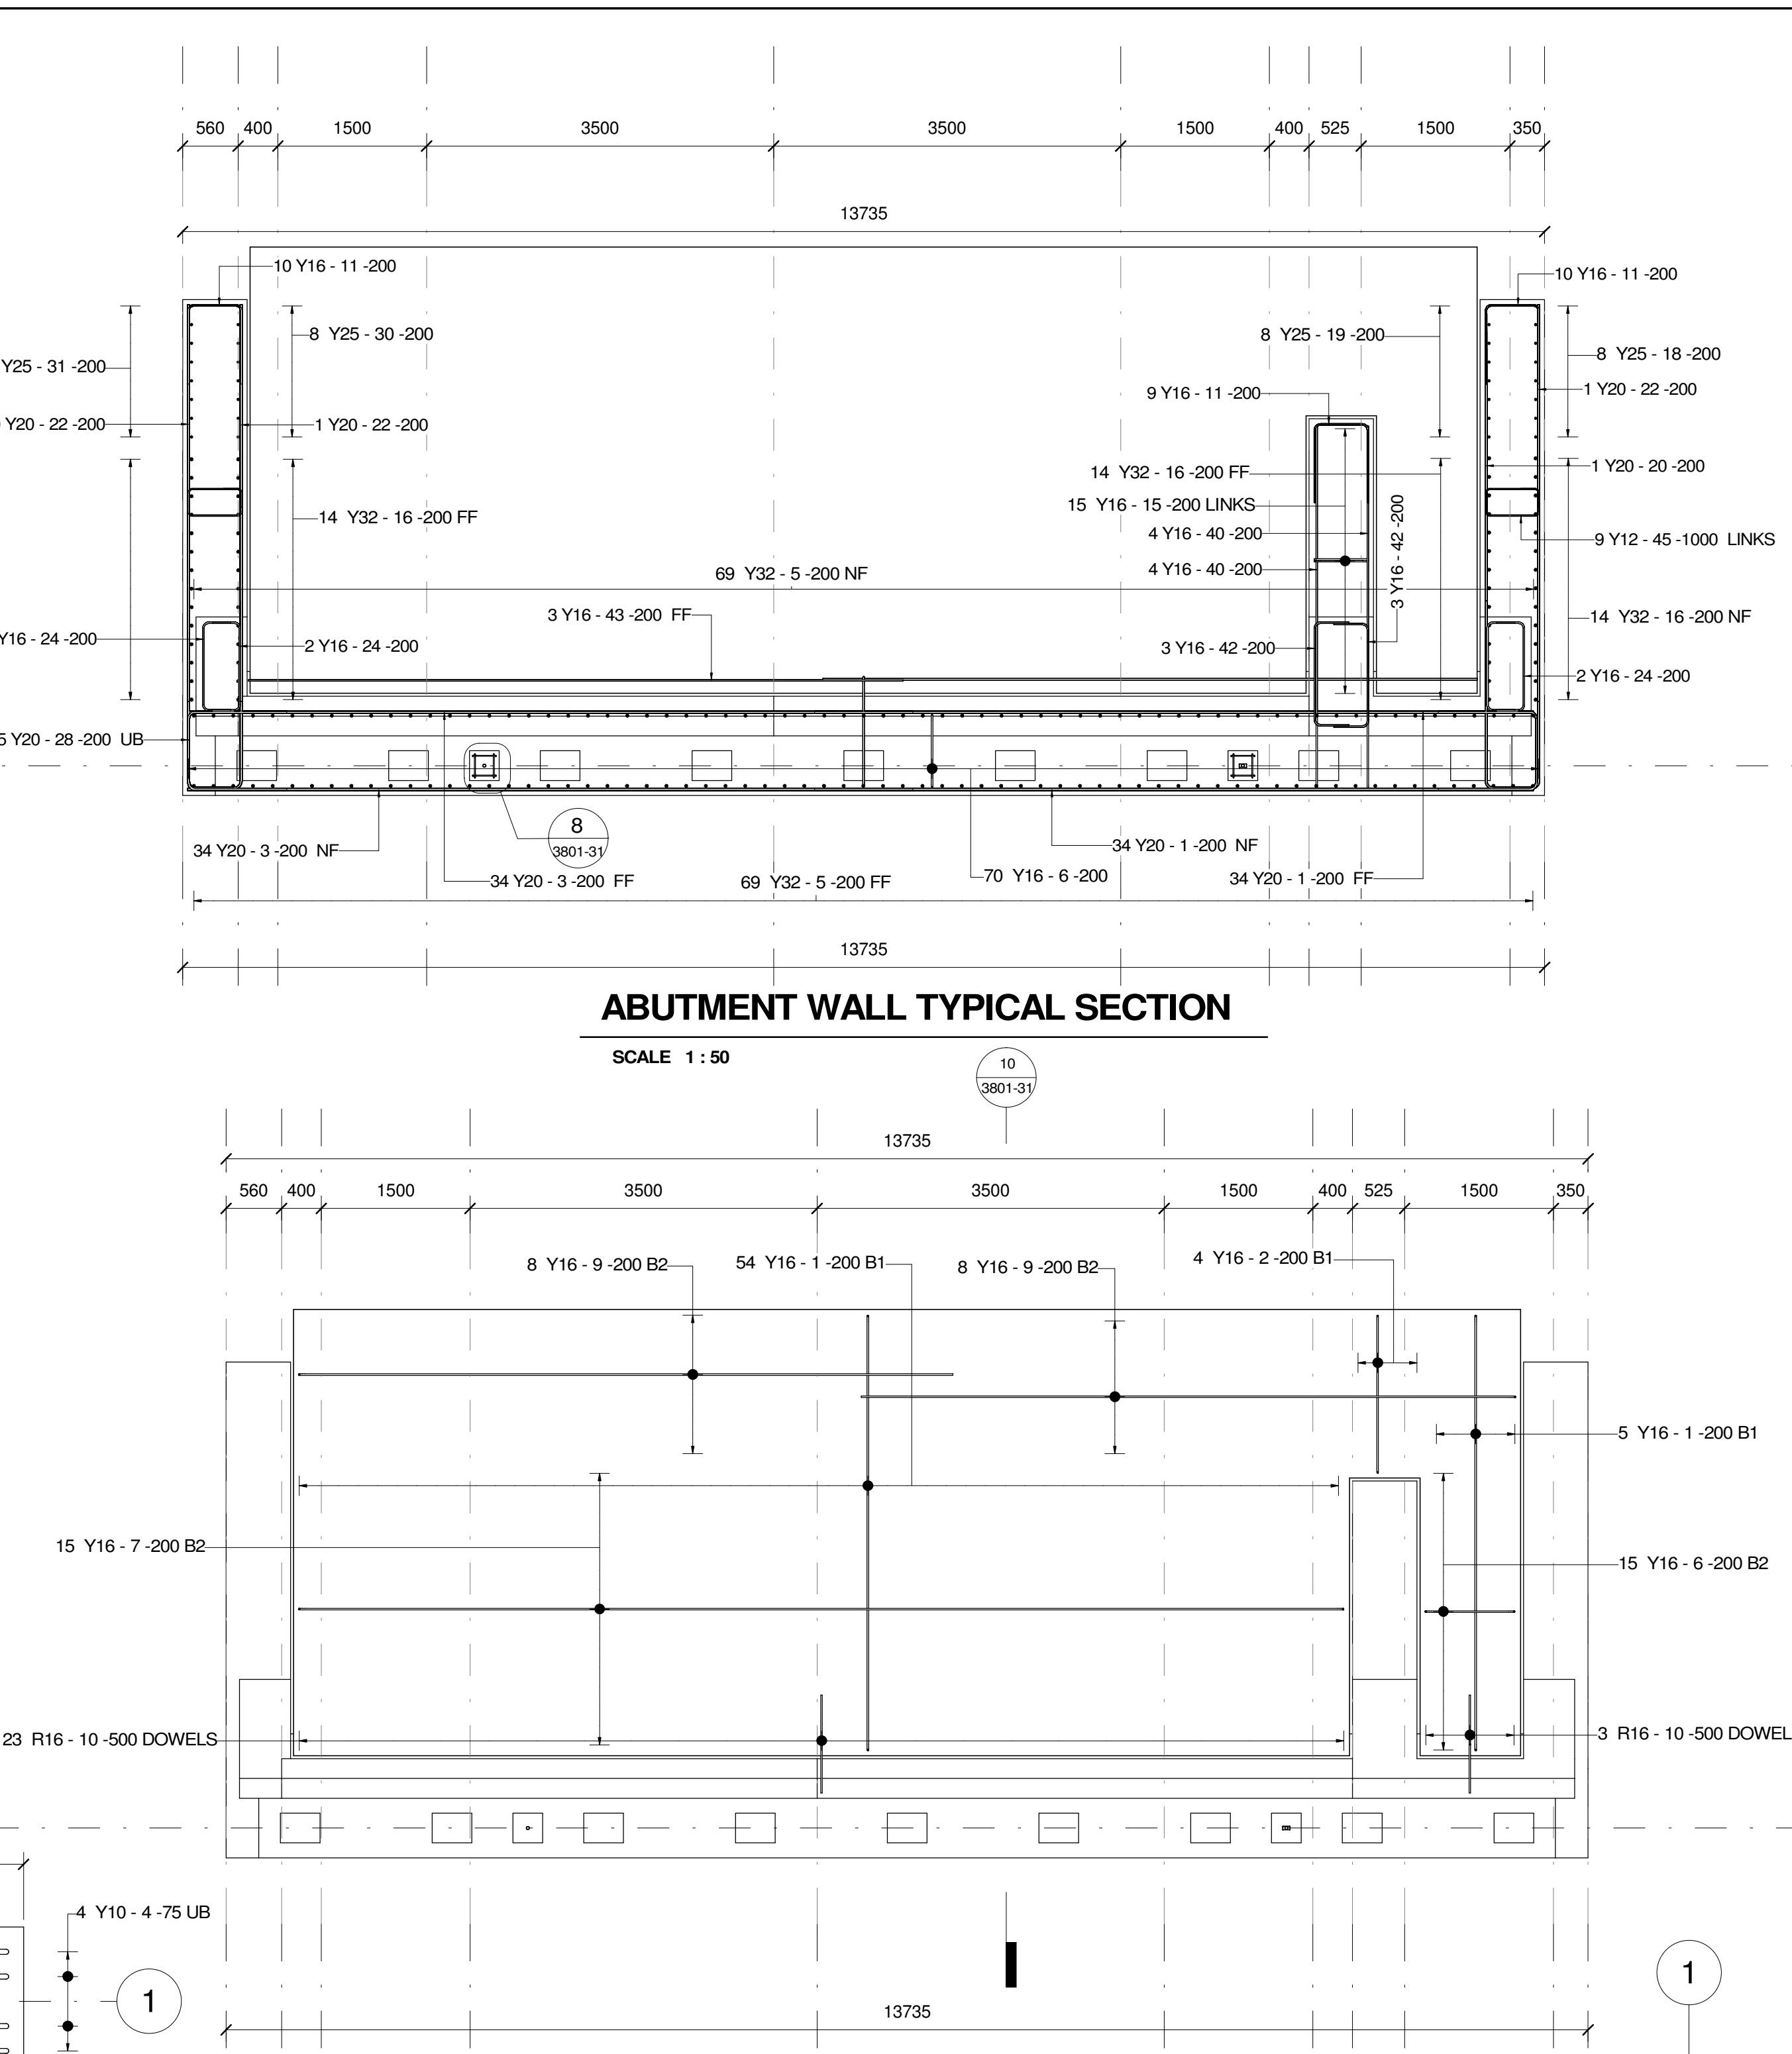 560 400 1500 3500 3500 1500 400 525 1500 350
13735
10 Y16 - 11 -200
10 Y16 - 11 -200
8 Y25 - 30 -200
8 Y25 - 19 -200
8 Y25 - 18 -200
Y25 - 31 -200
1 Y20 - 22 -200
9 Y16 - 11 -200
Y20 - 22 -200
1 Y20 - 22 -200
14 Y32 - 16 -200 FF
1 Y20 - 20 -200
15 Y16 - 15 -200 LINKS
14 Y32 - 16 -200 FF
4 Y16 - 40 -200
3 Y16 - 42 -200
9 Y12 - 45 -1000 LINKS
69 Y32 - 5 -200 NF
4 Y16 - 40 -200
3 Y16 - 43 -200 FF
14 Y32 - 16 -200 NF
Y16 - 24 -200
2 Y16 - 24 -200
3 Y16 - 42 -200
2 Y16 - 24 -200
5 Y20 - 28 -200 UB
8
3801-31
34 Y20 - 3 -200 NF
34 Y20 - 1 -200 NF
34 Y20 - 3 -200 FF
69 Y32 - 5 -200 FF
70 Y16 - 6 -200
34 Y20 - 1 -200 FF
13735
ABUTMENT WALL TYPICAL SECTION
SCALE 1 : 50
10
3801-31
13735
560 400 1500 3500 3500 1500 400 525 1500 350
8 Y16 - 9 -200 B2
54 Y16 - 1 -200 B1
8 Y16 - 9 -200 B2
4 Y16 - 2 -200 B1
5 Y16 - 1 -200 B1
15 Y16 - 7 -200 B2
15 Y16 - 6 -200 B2
23 R16 - 10 -500 DOWELS
3 R16 - 10 -500 DOWEL
4 Y10 - 4 -75 UB
1
1
13735